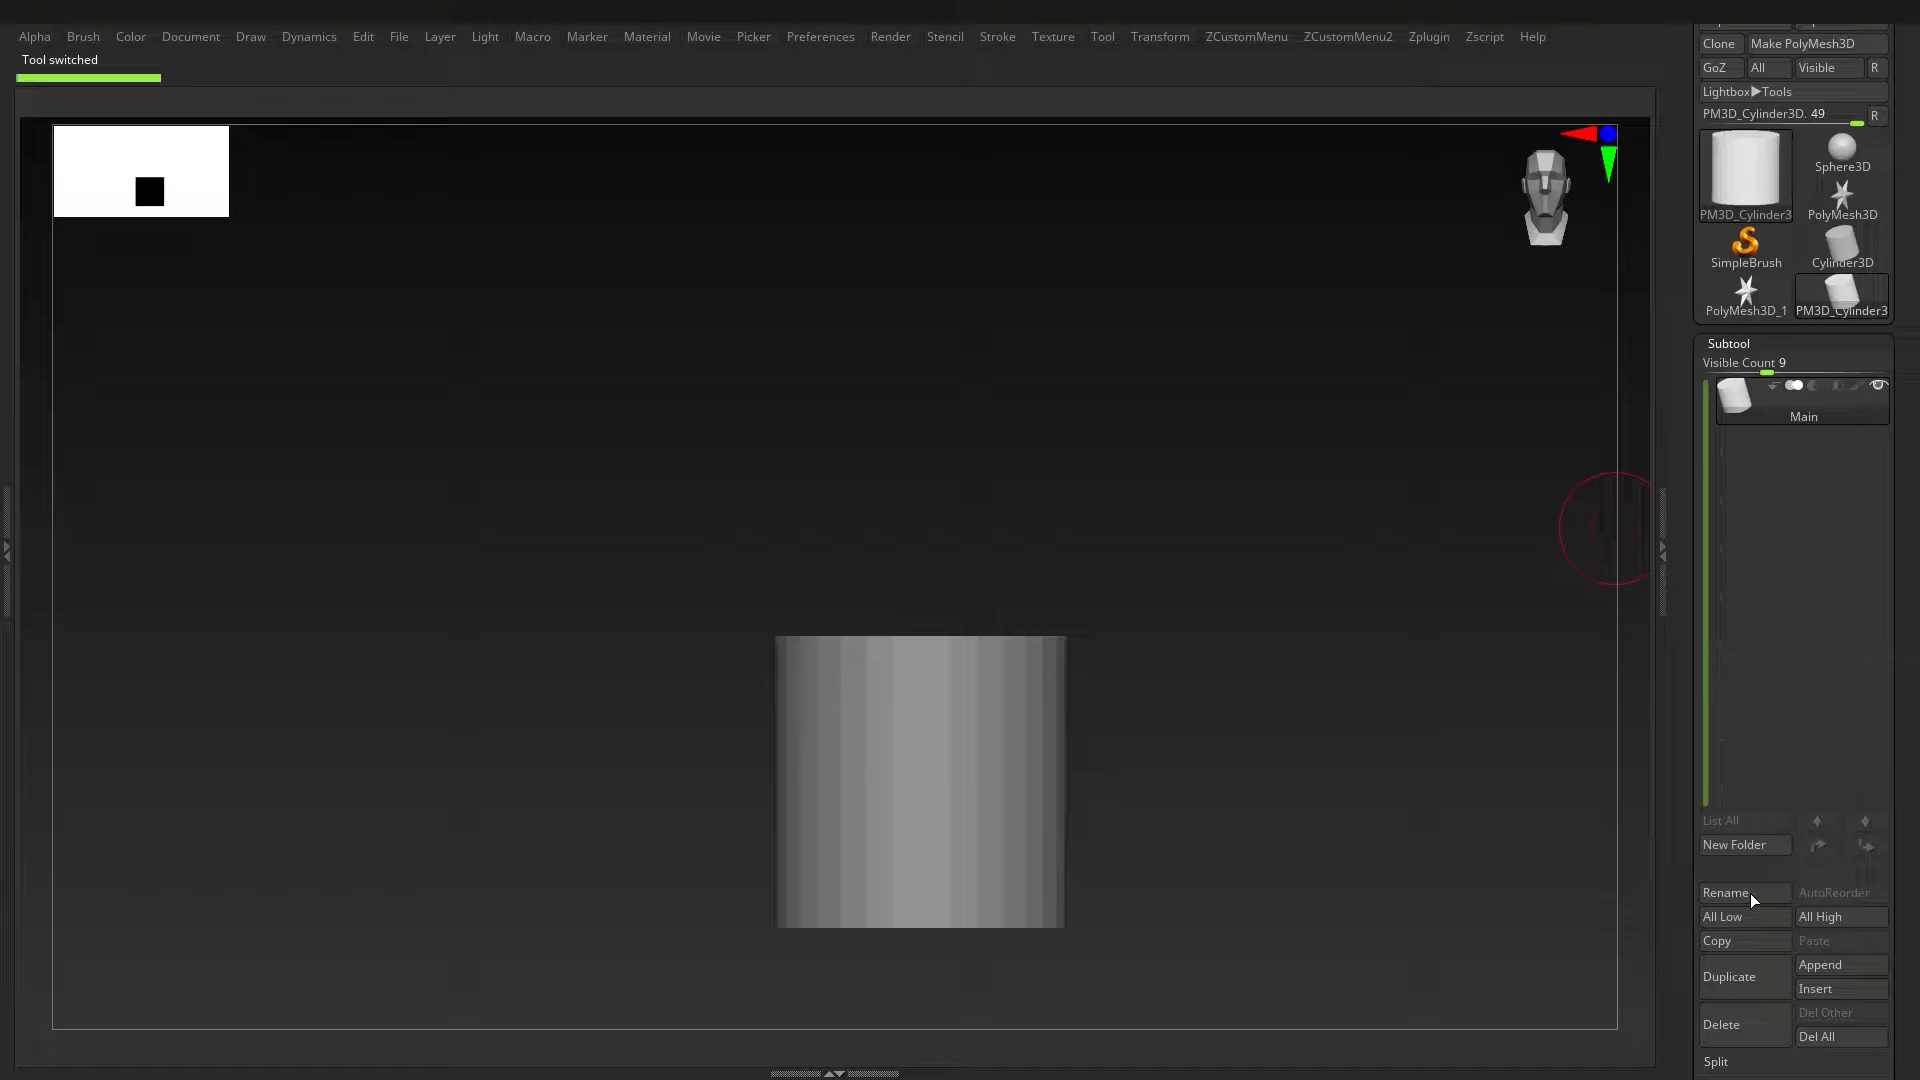 Alpha Brush Color Document Draw Dynamics Edit File Layer Light Macro Marker Material Movie Picker Preferences Render Stencil Stroke Texture Tool Transform ZCustomMenu ZCustomMenu2 Zplugin Zscript Help
Tool switched
Clone Make PolyMesh3D
GoZ All Visible R
Lightbox▶Tools
PM3D_Cylinder3D. 49 R
Sphere3D
PM3D_Cylinder3 PolyMesh3D
SimpleBrush Cylinder3D
PolyMesh3D_1 PM3D_Cylinder3
Subtool
Visible Count 9
Main
List All
New Folder
Rename AutoReorder
All Low All High
Copy Paste
Append
Duplicate
Insert
Del Other
Delete
Del All
Split